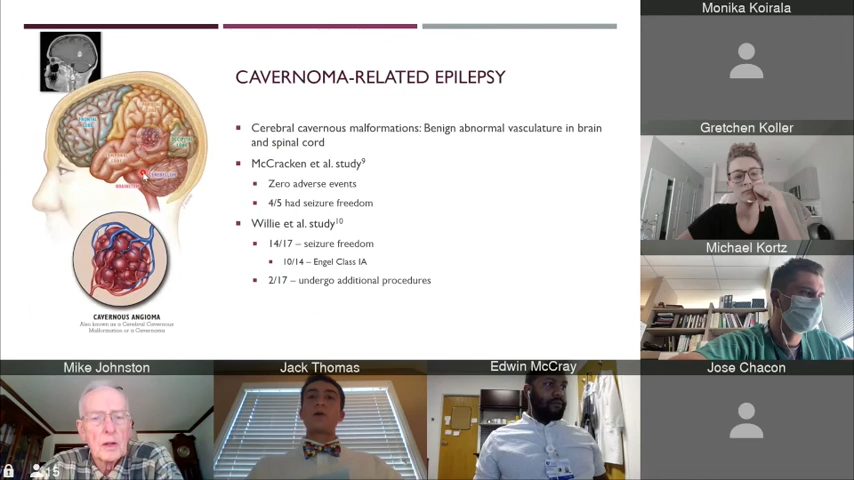 Monika Koirala
CAVERNOMA-RELATED EPILEPSY
Cerebral cavernous malformations: Benign abnormal vasculature in brain
and spinal cord
McCracken et al. study9
Zero adverse events
4/5 had seizure freedom
Willie et al. study10
14/17 – seizure freedom
10/14 – Engel Class IA
2/17 – undergo additional procedures
FRONTAL
CEREBELLUM
BRAINSTEM
CAVERNOUS ANGIOMA
Also known as a Cerebral Cavernous
Malformation or a Cavernoma
Gretchen Koller
Michael Kortz
Mike Johnston
Jack Thomas
Edwin McCray
Jose Chacon
15